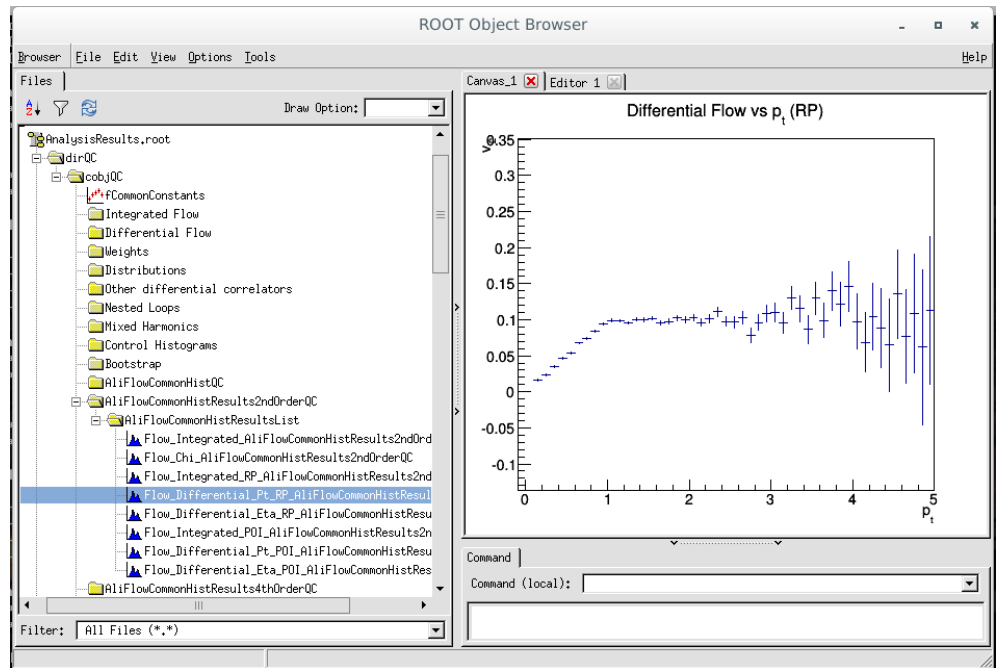 ROOT Object Browser
Browser File Edit View Options Tools Help
Files
Draw Option:
AnalysisResults.root
dirQC
cobjQC
fCommonConstants
Integrated Flow
Differential Flow
Weights
Distributions
Other differential correlators
Nested Loops
Mixed Harmonics
Control Histograms
Bootstrap
AliFlowCommonHistQC
AliFlowCommonHistResults2ndOrderQC
AliFlowCommonHistResultsList
Flow_Integrated_AliFlowCommonHistResults2ndOrd
Flow_Chi_AliFlowCommonHistResults2ndOrderQC
Flow_Integrated_RP_AliFlowCommonHistResults2nd
Flow_Differential_Pt_RP_AliFlowCommonHistResul
Flow_Differential_Eta_RP_AliFlowCommonHistResu
Flow_Integrated_POI_AliFlowCommonHistResults2n
Flow_Differential_Pt_POI_AliFlowCommonHistResu
Flow_Differential_Eta_POI_AliFlowCommonHistRes
AliFlowCommonHistResults4thOrderQC
Filter: All Files (*.*)
Canvas_1 Editor 1
Differential Flow vs pt (RP)
0.35
0.3
0.25
0.2
0.15
0.1
0.05
0
-0.05
-0.1
0 1 2 3 4 5
pt
Command
Command (local):